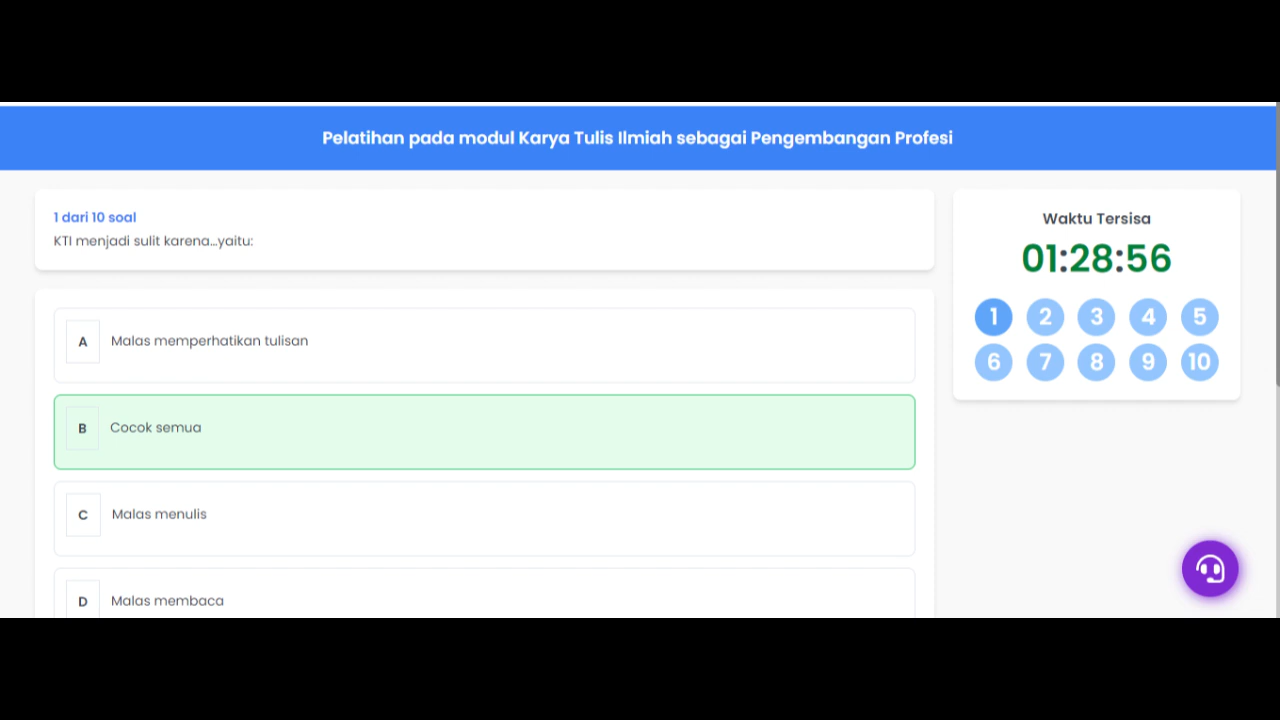 Pelatihan pada modul Karya Tulis Ilmiah sebagai Pengembangan Profesi
1 dari 10 soal
KTI menjadi sulit karena...yaitu:
A Malas memperhatikan tulisan
B Cocok semua
C Malas menulis
D Malas membaca
Waktu Tersisa
01:28:56
1 2 3 4 5
6 7 8 9 10